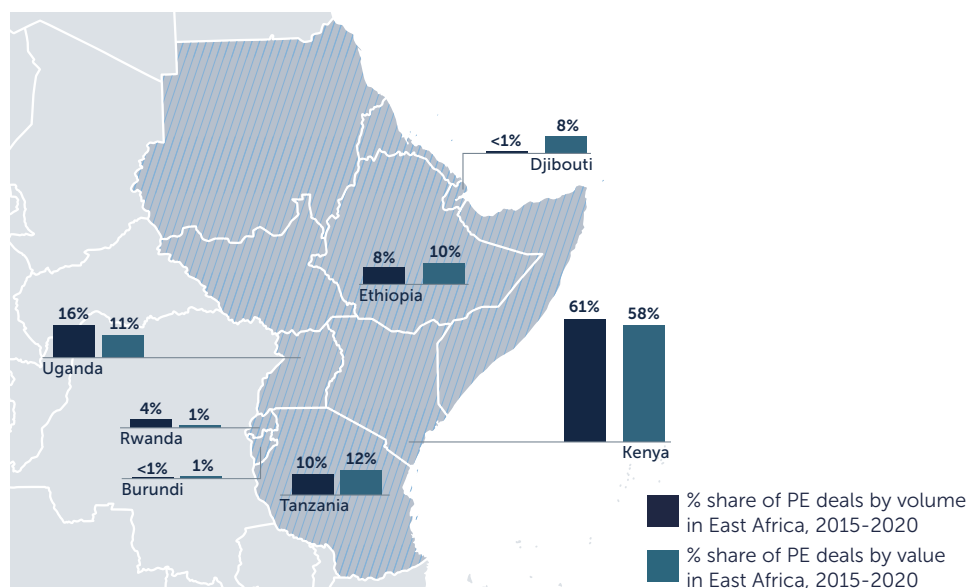 <1% 8%
Djibouti
8% 10%
Ethiopia
61% 58%
Kenya
16% 11%
Uganda
4% 1%
Rwanda
<1% 1%
Burundi
10% 12%
Tanzania
% share of PE deals by volume
in East Africa, 2015-2020
% share of PE deals by value
in East Africa, 2015-2020